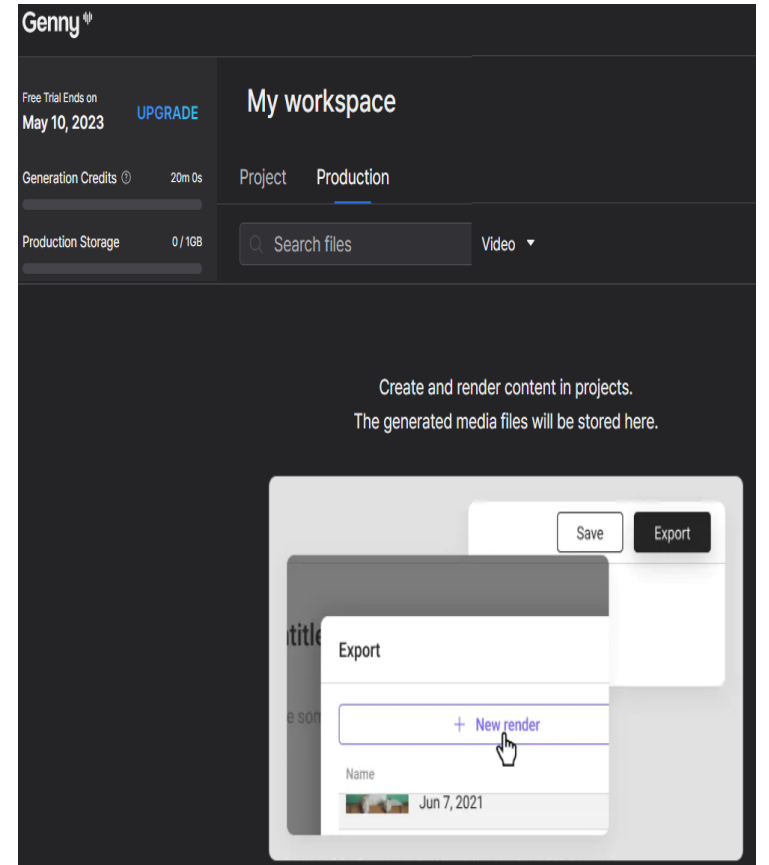 Genny
Free Trial Ends on
May 10, 2023
UPGRADE
Generation Credits
20m 0s
Production Storage
0 / 1GB
My workspace
Project Production
Search files
Video
Create and render content in projects.
The generated media files will be stored here.
Save Export
Export
+ New render
Name
Jun 7, 2021